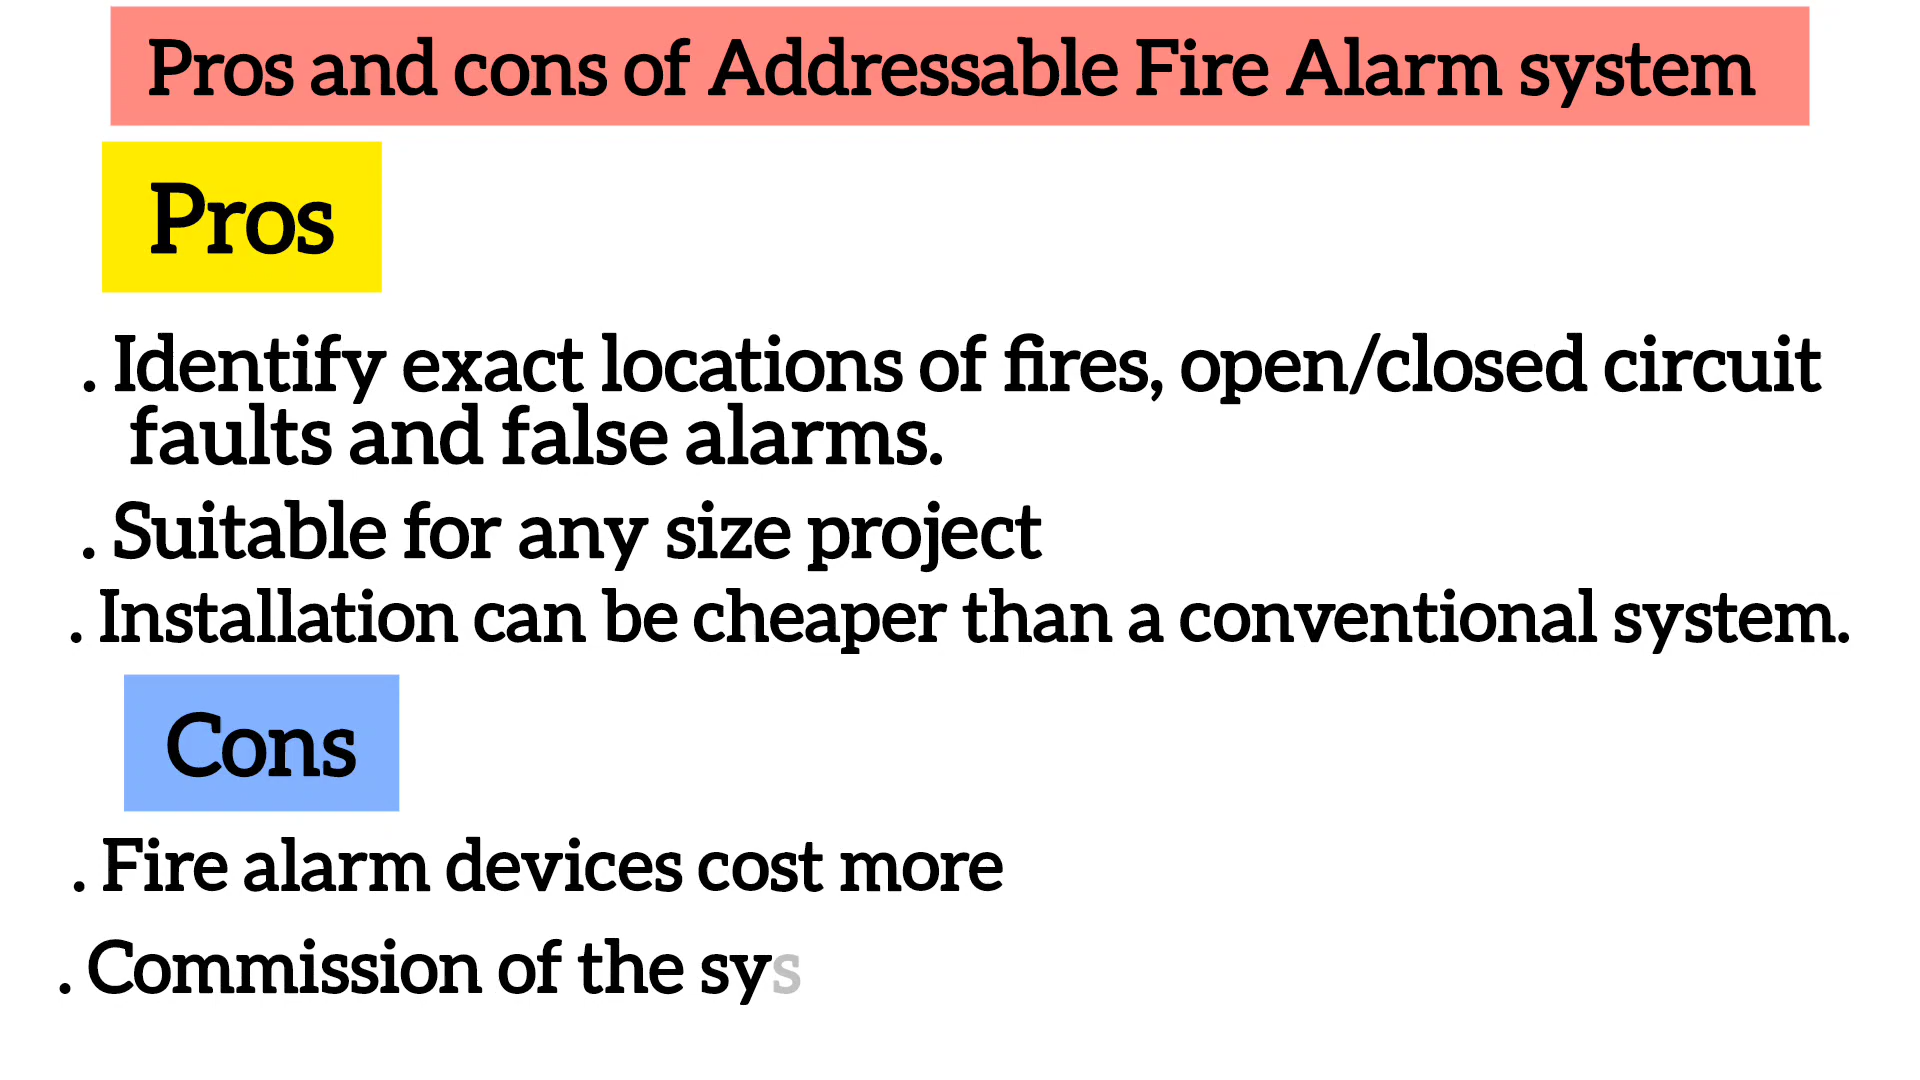 Pros and cons of Addressable Fire Alarm system
Pros
. Identify exact locations of fires, open/closed circuit
faults and false alarms.
. Suitable for any size project
. Installation can be cheaper than a conventional system.
Cons
. Fire alarm devices cost more
. Commission of the sys